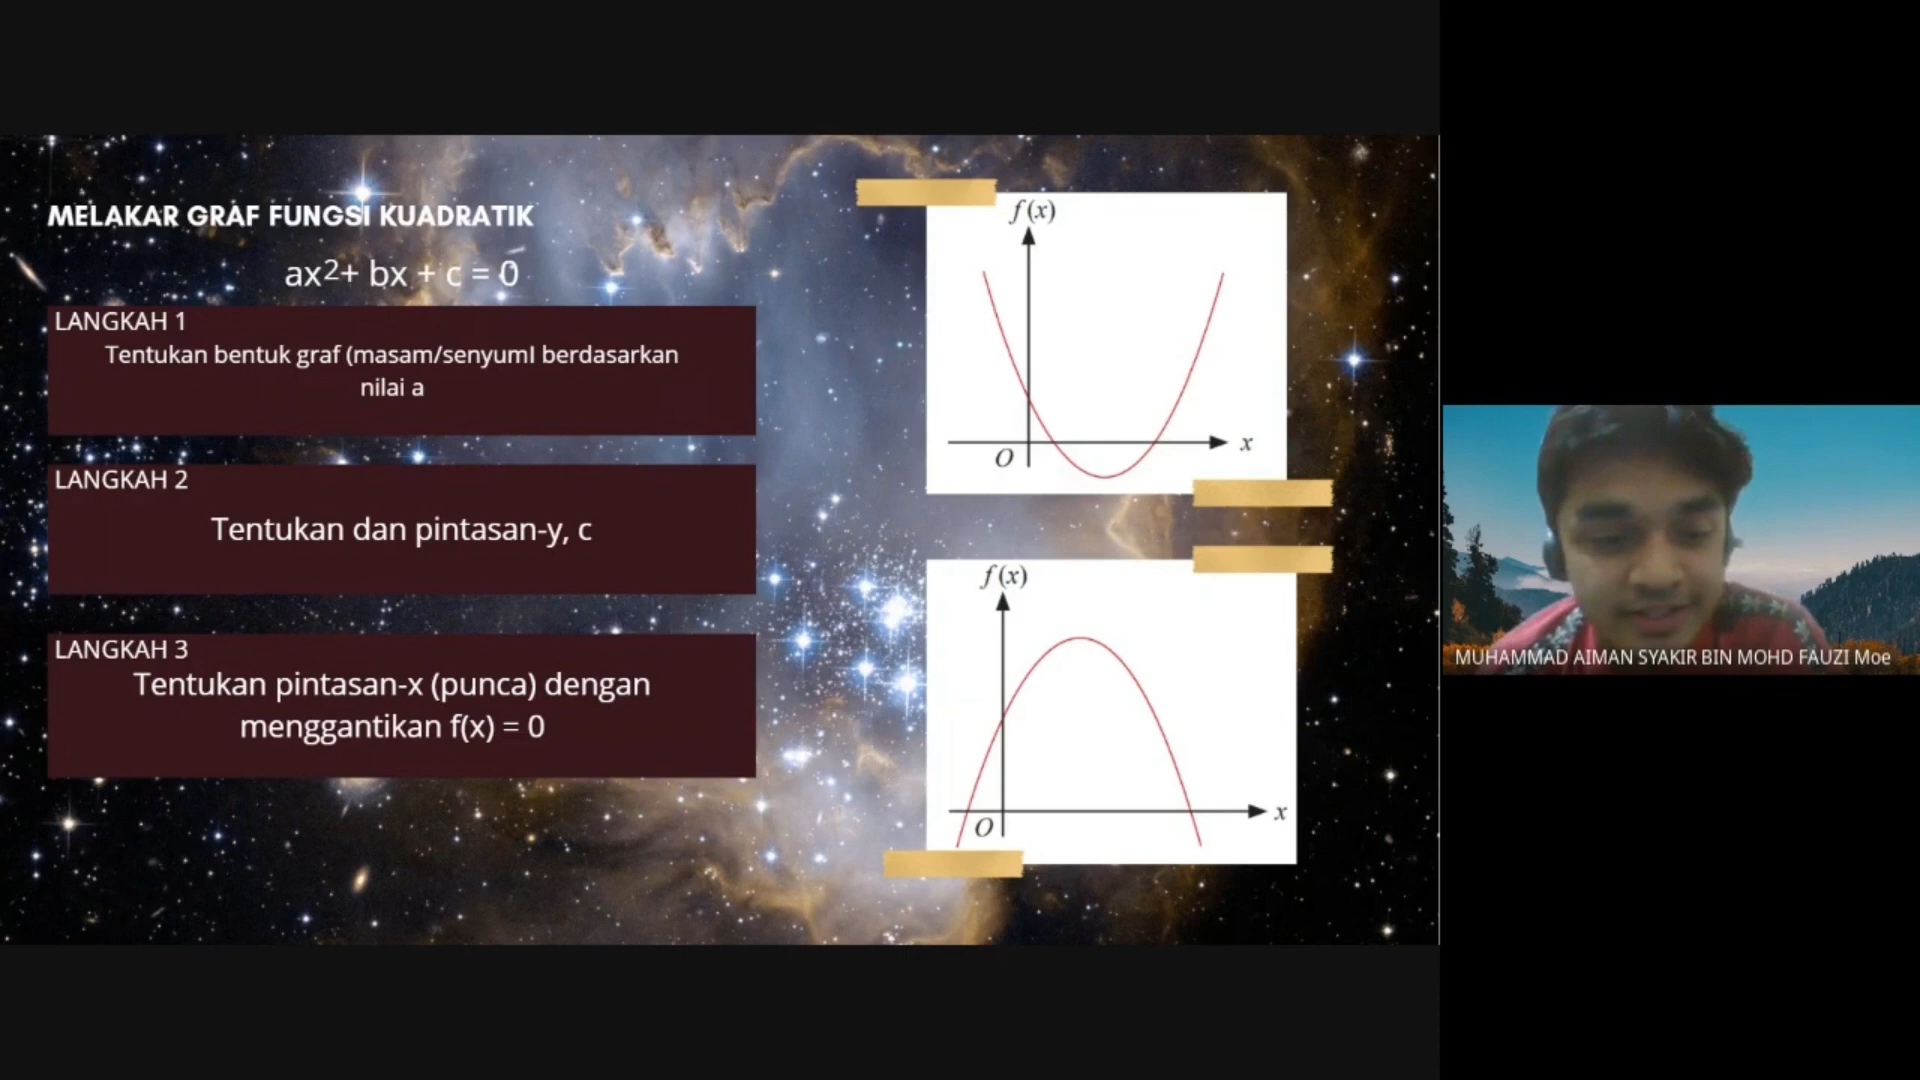 MELAKAR GRAF FUNGSI KUADRATIK
ax²+ bx + c = 0
LANGKAH 1
Tentukan bentuk graf (masam/senyumI berdasarkan
nilai a
LANGKAH 2
Tentukan dan pintasan-y, c
LANGKAH 3
Tentukan pintasan-x (punca) dengan
menggantikan f(x) = 0
f(x)
O
x
f(x)
O
x
MUHAMMAD AIMAN SYAKIR BIN MOHD FAUZI Moe